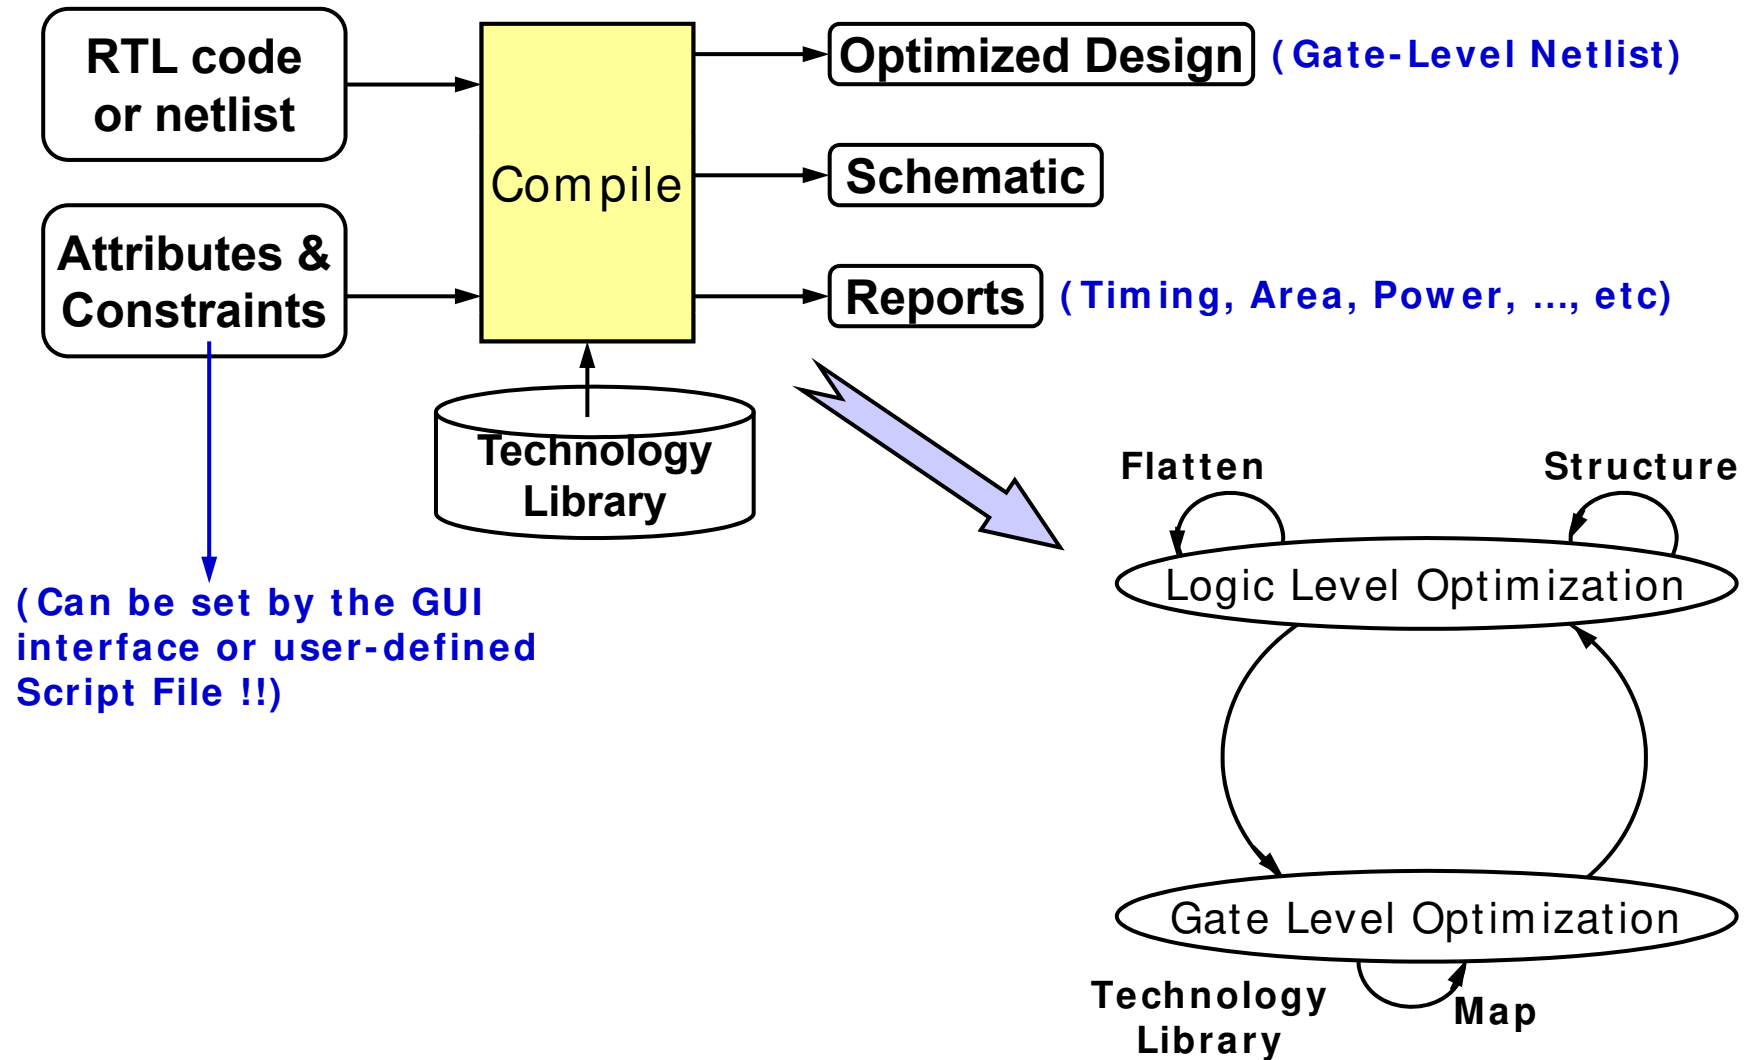 RTL code
or netlist
Attributes &
Constraints
Compile
Optimized Design
(Gate-Level Netlist)
Schematic
Reports
(Timing, Area, Power, ..., etc)
Technology
Library
(Can be set by the GUI
interface or user-defined
Script File !!)
Flatten
Structure
Logic Level Optimization
Gate Level Optimization
Technology
Library
Map